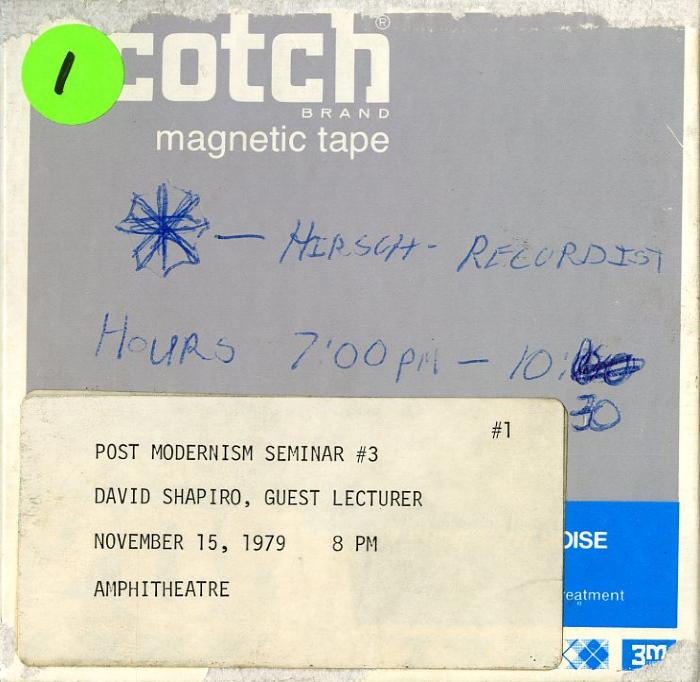 1
cotch®
BRAND
magnetic tape
— HIRSCH - RECORDIST
HOURS 7:00 PM — 10:
30
#1
POST MODERNISM SEMINAR #3
DAVID SHAPIRO, GUEST LECTURER
NOVEMBER 15, 1979 8 PM
AMPHITHEATRE
OISE
eatment
3m